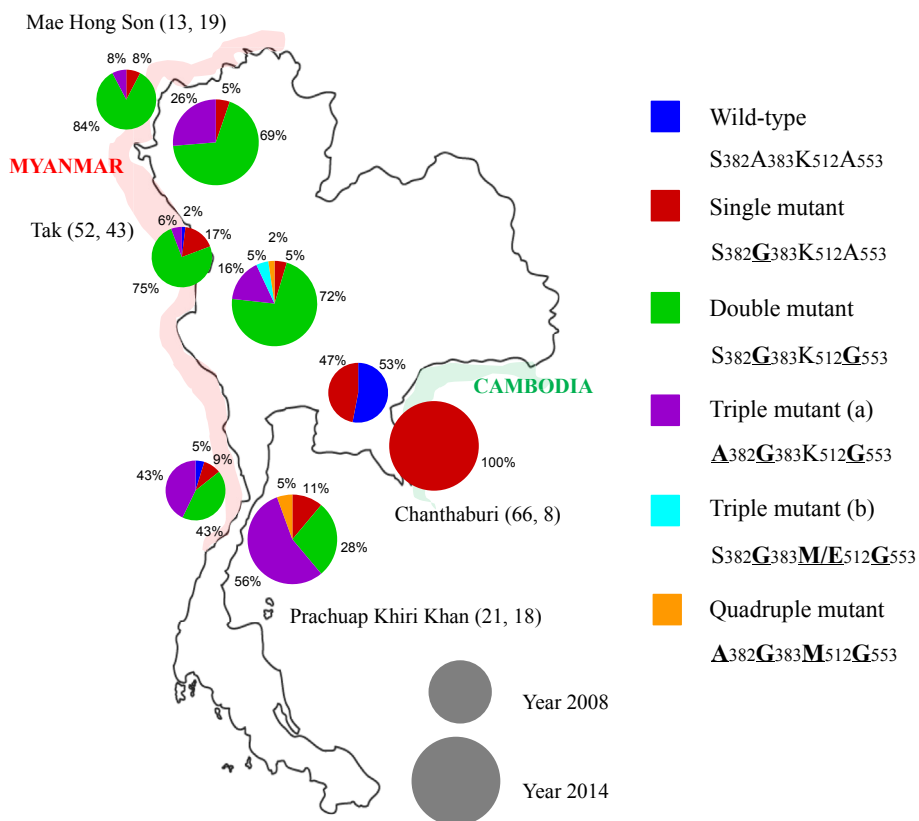 Mae Hong Son (13, 19)
8%
8%
84%
26%
5%
69%
MYANMAR
Tak (52, 43)
6%
2%
17%
75%
2%
5%
5%
16%
72%
47%
53%
CAMBODIA
100%
Chanthaburi (66, 8)
5%
9%
43%
43%
5%
11%
28%
56%
Prachuap Khiri Khan (21, 18)
Year 2008
Year 2014
Wild-type
S382A383K512A553
Single mutant
S382G383K512A553
Double mutant
S382G383K512G553
Triple mutant (a)
A382G383K512G553
Triple mutant (b)
S382G383M/E512G553
Quadruple mutant
A382G383M512G553